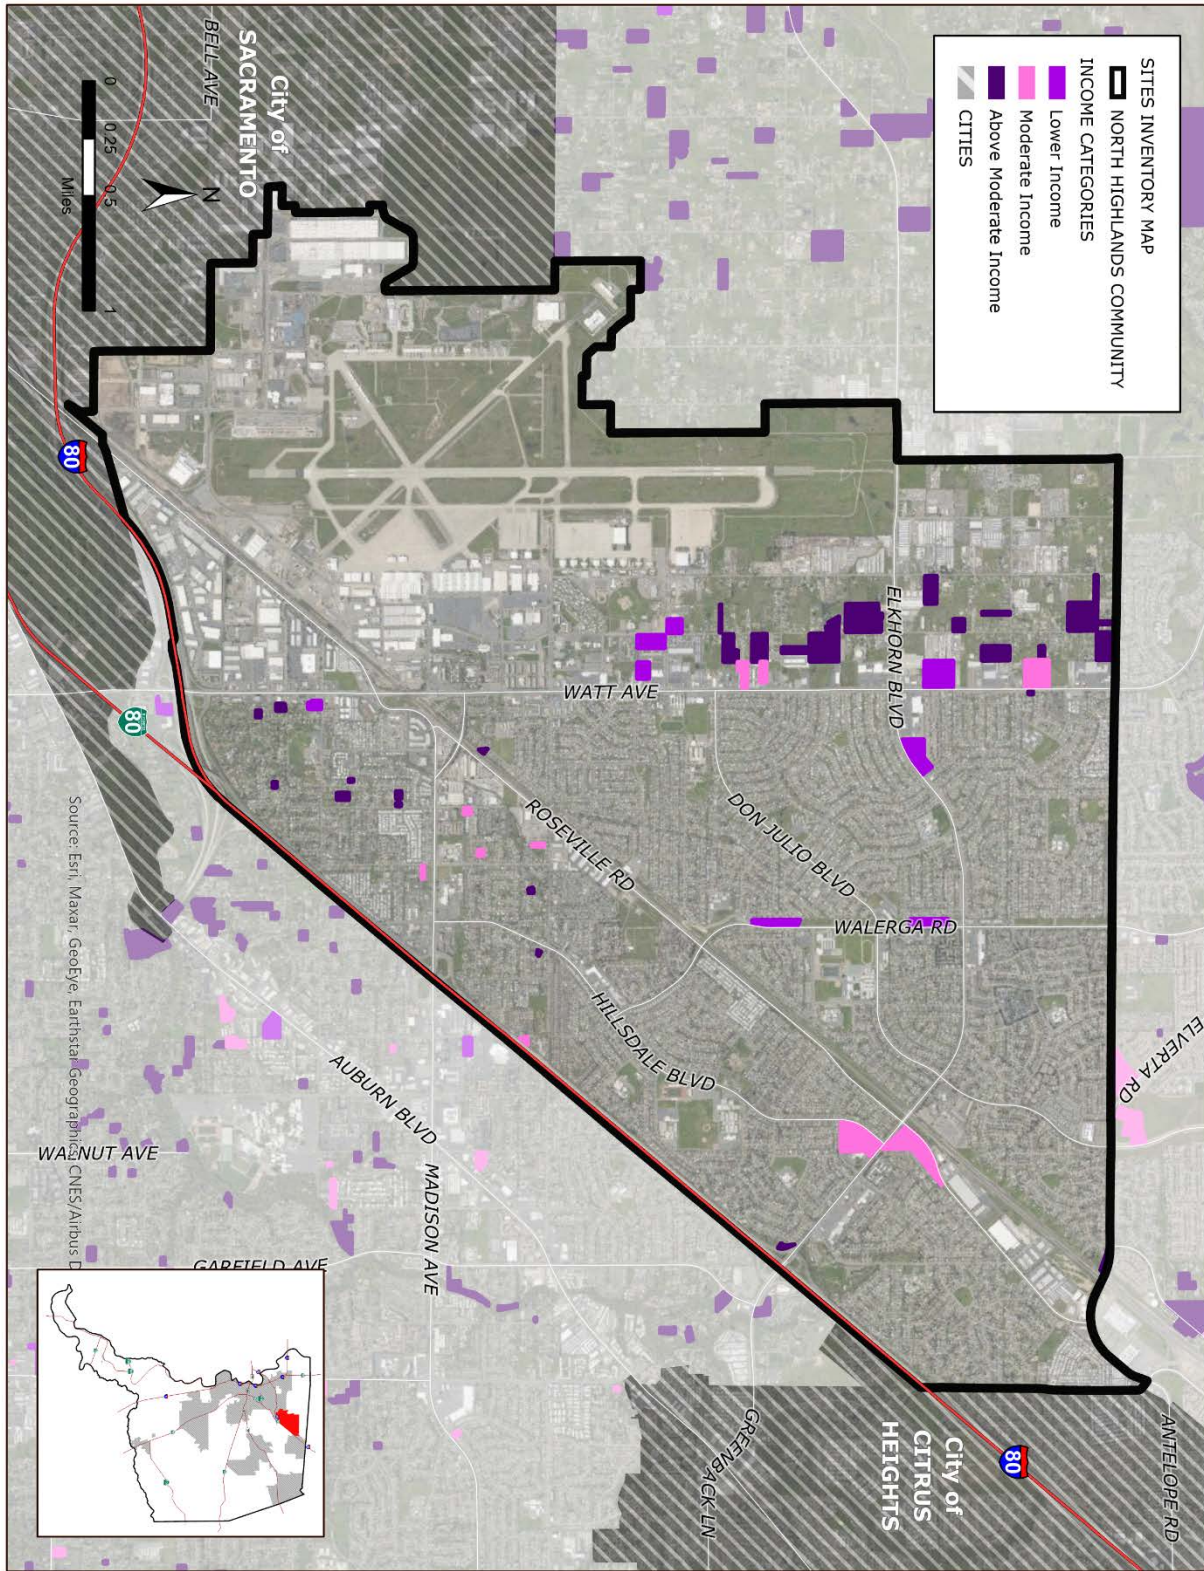 SITES INVENTORY MAP
NORTH HIGHLANDS COMMUNITY
INCOME CATEGORIES
Lower Income
Moderate Income
Above Moderate Income
CITIES
City of
SACRAMENTO
BELL AVE
0 0.25 0.5 1
Miles
N
80
80
ELKHORN BLVD
WATT AVE
DON JULIO BLVD
ROSEVILLE RD
WALERGA RD
HILLSDALE BLVD
ELVERTA RD
AUBURN BLVD
WALNUT AVE
MADISON AVE
GARFIELD AVE
GREENBACK LN
ANTELOPE RD
City of
CITRUS
HEIGHTS
80
Source: Esri, Maxar, GeoEye, Earthstar Geographics, CNES/Airbus D